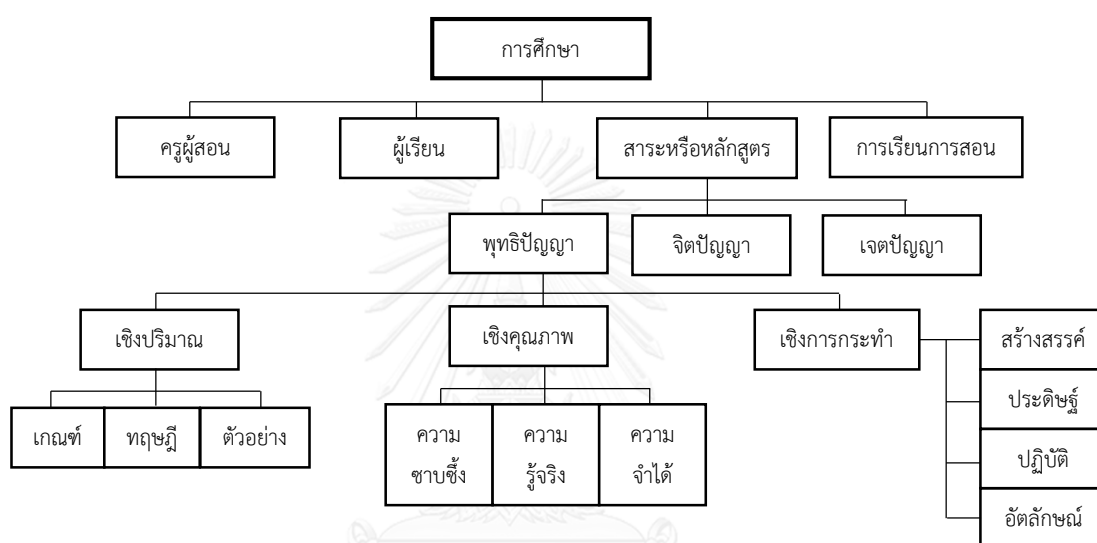 การศึกษา
ครูผู้สอน
ผู้เรียน
สาระหรือหลักสูตร
การเรียนการสอน
พุทธิปัญญา
จิตปัญญา
เจตปัญญา
เชิงปริมาณ
เชิงคุณภาพ
เชิงการกระทำ
สร้างสรรค์
ประดิษฐ์
ปฏิบัติ
อัตลักษณ์
เกณฑ์
ทฤษฎี
ตัวอย่าง
ความ
ซาบซึ้ง
ความ
รู้จริง
ความ
จำได้